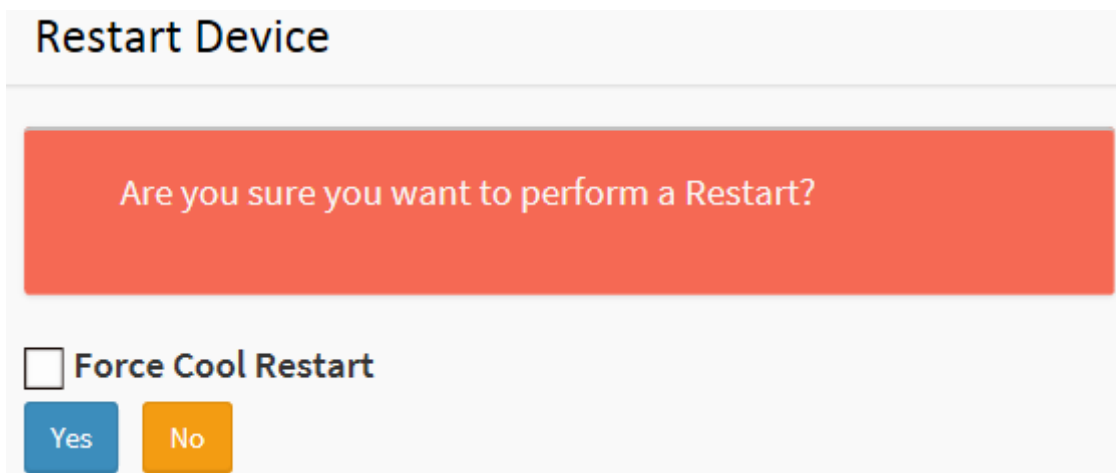 Restart Device
Are you sure you want to perform a Restart?
Force Cool Restart
Yes No